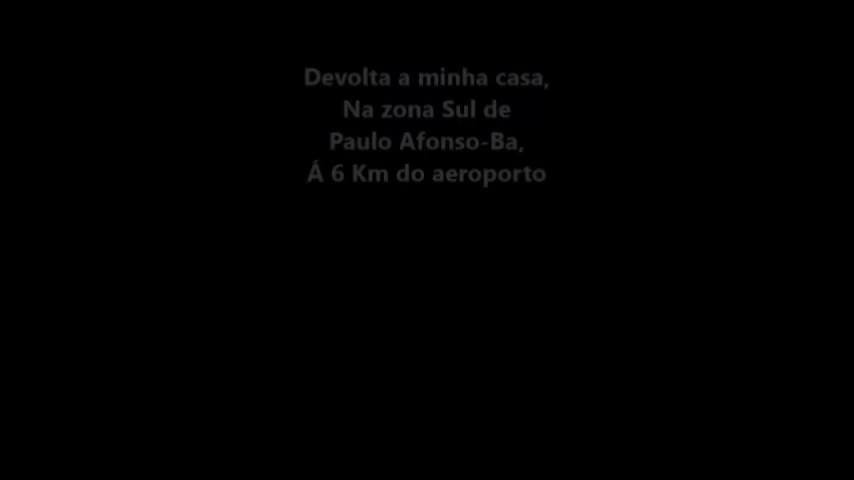 Devolta a minha casa,
Na zona Sul de
Paulo Afonso-Ba,
Á 6 Km do aeroporto